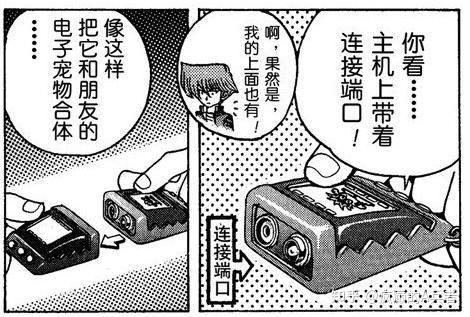 你看……
主机上带着
连接端口！
啊，果然是，
我的上面也有！
连接端口
像这样
把它和朋友的
电子宠物合体
……